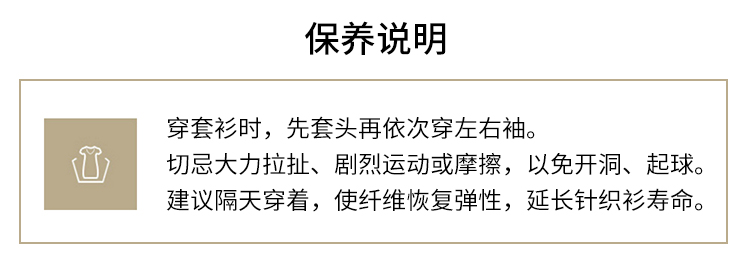 保养说明
穿套衫时，先套头再依次穿左右袖。
切忌大力拉扯、剧烈运动或摩擦，以免开洞、起球。
建议隔天穿着，使纤维恢复弹性，延长针织衫寿命。